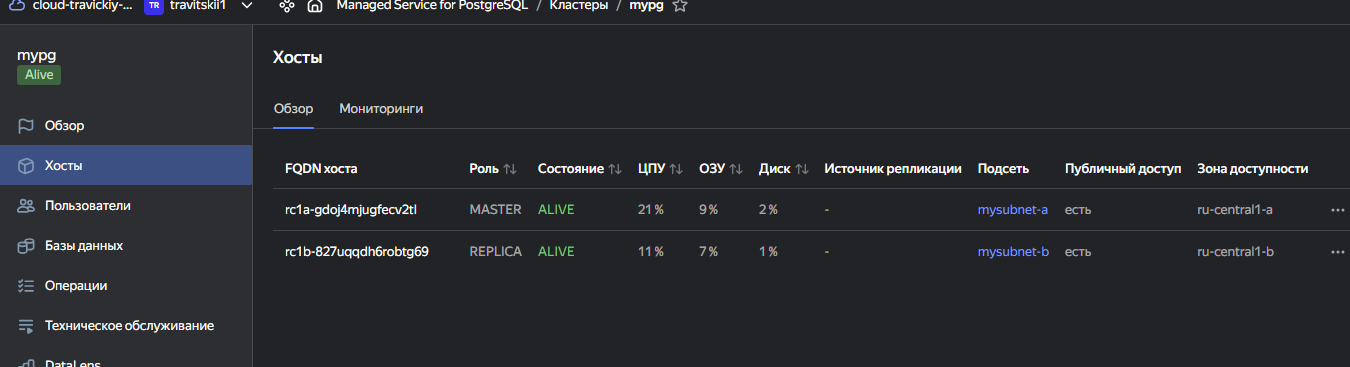 cloud-travickiy-... TR travitskii1 Managed Service for PostgreSQL / Кластеры / mypg
mypg
Alive
Обзор
Хосты
Пользователи
Базы данных
Операции
Техническое обслуживание
DataLens
Хосты
Обзор Мониторинги
FQDN хоста Роль Состояние ЦПУ ОЗУ Диск Источник репликации Подсеть Публичный доступ Зона доступности
rc1a-gdoj4mjugfecv2tl MASTER ALIVE 21 % 9 % 2 % - mysubnet-a есть ru-central1-a
rc1b-827uqqdh6robtg69 REPLICA ALIVE 11 % 7 % 1 % - mysubnet-b есть ru-central1-b